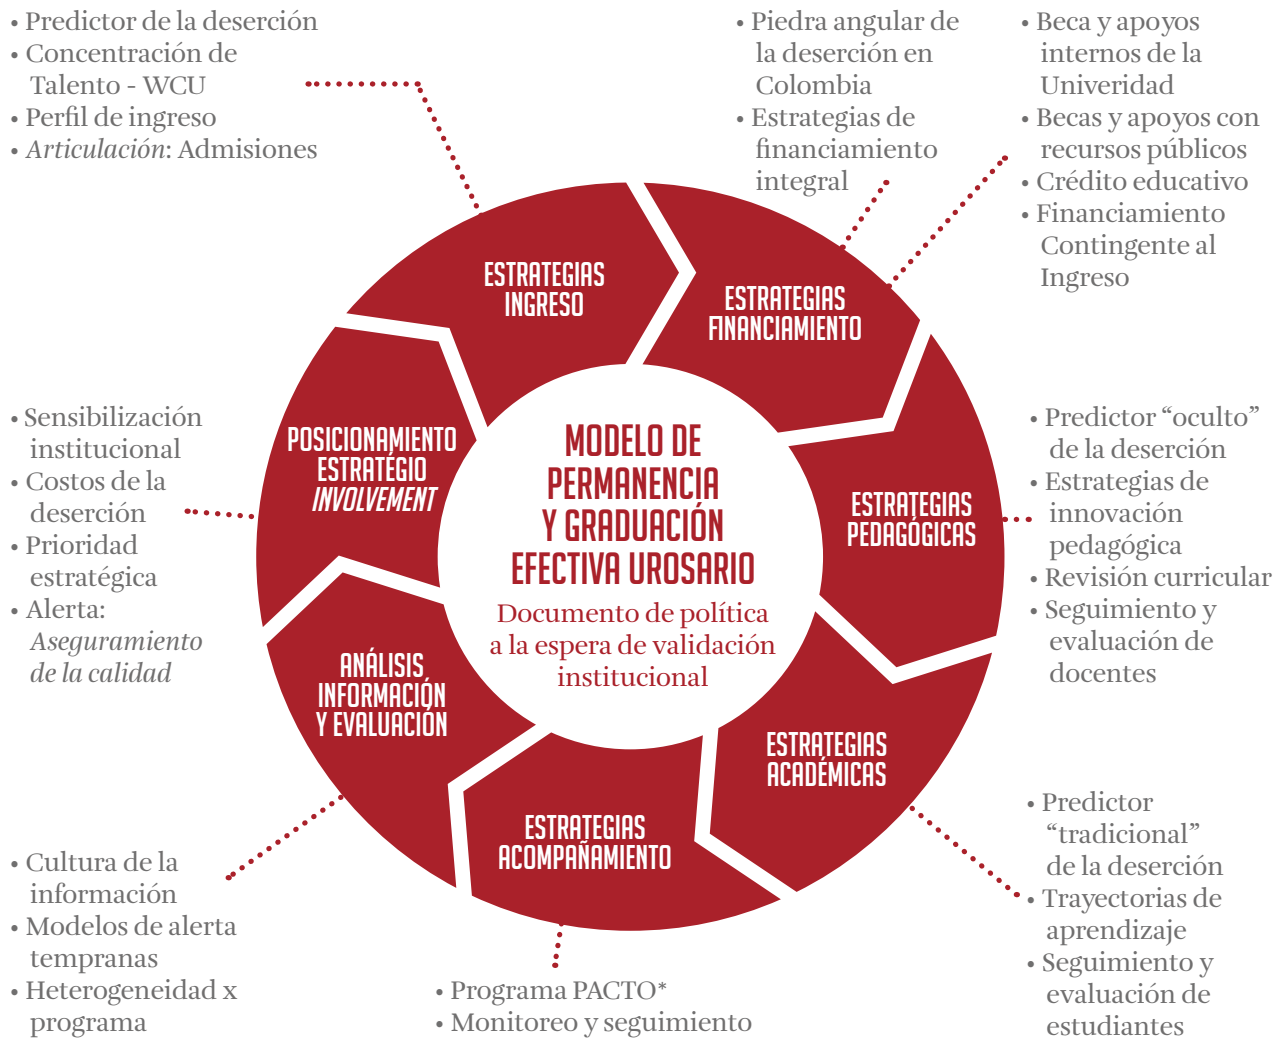 • Predictor de la deserción
• Concentración de
Talento - WCU
• Perfil de ingreso
• Articulación: Admisiones
• Piedra angular de
la deserción en
Colombia
• Estrategias de
financiamiento
integral
• Beca y apoyos
internos de la
Univeridad
• Becas y apoyos con
recursos públicos
• Crédito educativo
• Financiamiento
Contingente al
Ingreso
ESTRATEGIAS
INGRESO
ESTRATEGIAS
FINANCIAMIENTO
• Sensibilización
institucional
• Costos de la
deserción
• Prioridad
estratégica
• Alerta:
Aseguramiento
de la calidad
POSICIONAMIENTO
ESTRATÉGIO
INVOLVEMENT
MODELO DE
PERMANENCIA
Y GRADUACIÓN
EFECTIVA UROSARIO
Documento de política
a la espera de validación
institucional
ESTRATEGIAS
PEDAGÓGICAS
• Predictor “oculto”
de la deserción
• Estrategias de
innovación
pedagógica
• Revisión curricular
• Seguimiento y
evaluación de
docentes
ANÁLISIS,
INFORMACIÓN
Y EVALUACIÓN
ESTRATEGIAS
ACADÉMICAS
ESTRATEGIAS
ACOMPAÑAMIENTO
• Cultura de la
información
• Modelos de alerta
tempranas
• Heterogeneidad x
programa
• Programa PACTO*
• Monitoreo y seguimiento
• Predictor
“tradicional”
de la deserción
• Trayectorias de
aprendizaje
• Seguimiento y
evaluación de
estudiantes